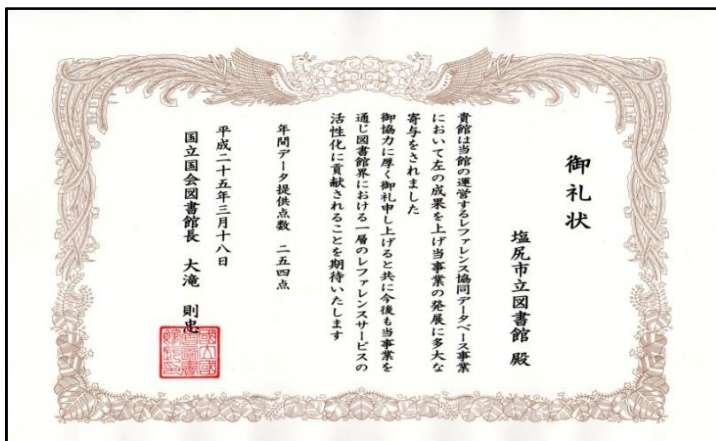 御礼状
塩尻市立図書館 殿
貴館は当館の運営するレファレンス協同データベース事業
において左の成果を上げ当事業の発展に多大な
寄与をされました
御協力に厚く御礼申し上げると共に今後も当事業を
通じ図書館界における一層のレファレンスサービスの
活性化に貢献されることを期待いたします
年間データ提供点数 二五四点
平成二十五年三月十八日
国立国会図書館長 大滝 則忠